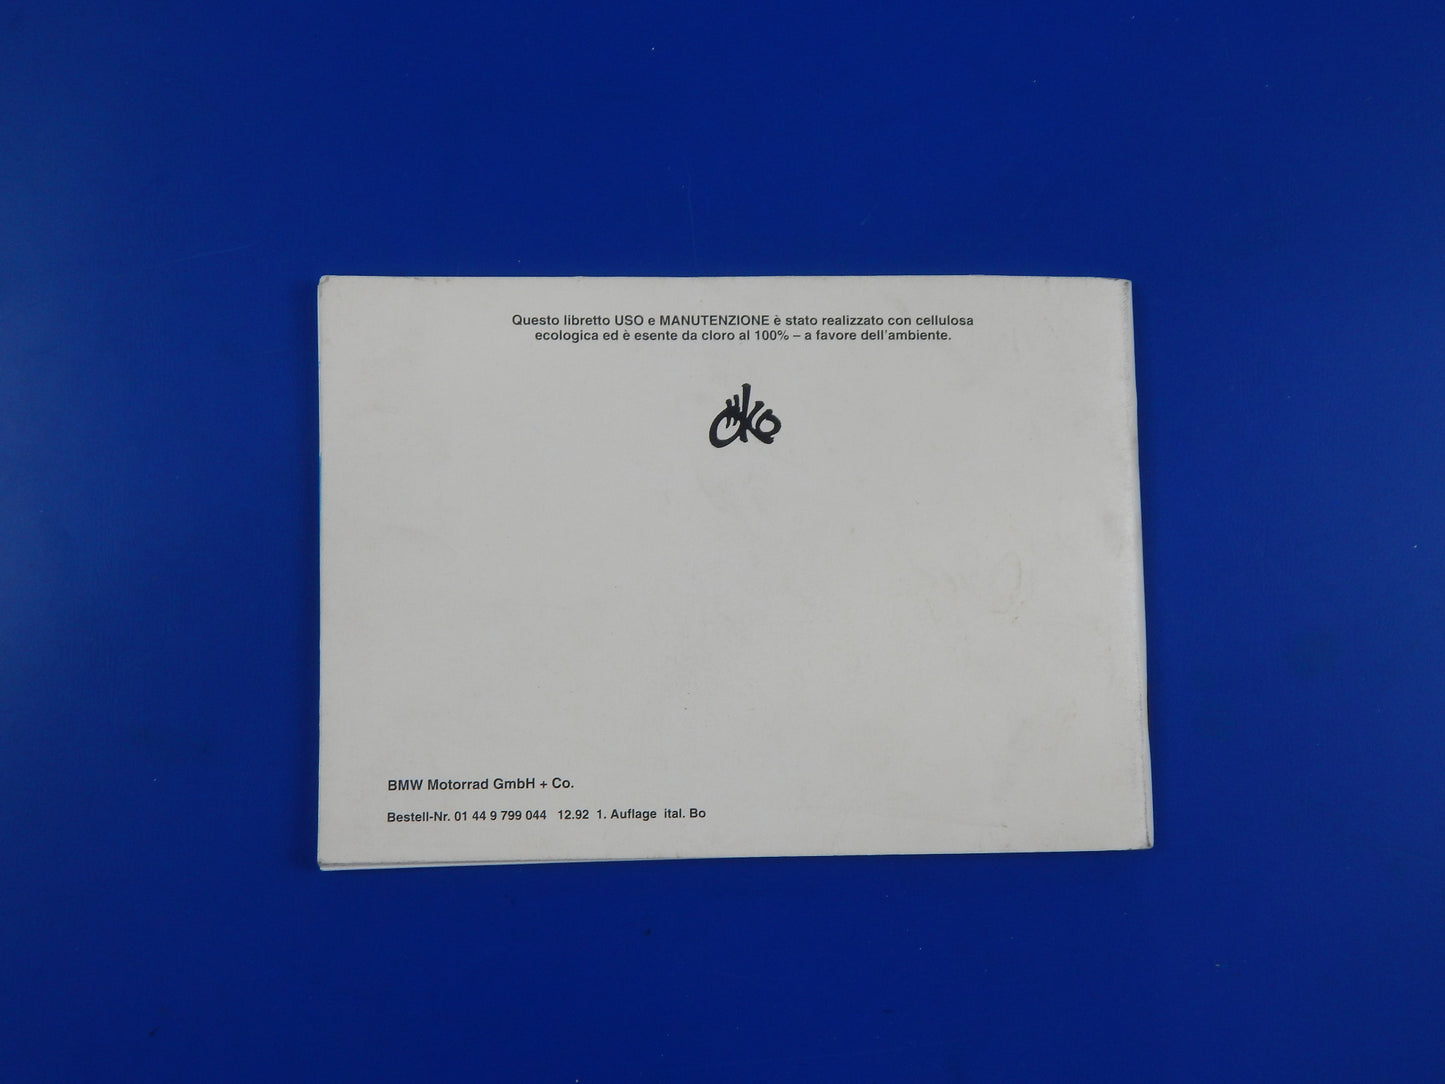 Questo libretto USO e MANUTENZIONE è stato realizzato con cellulosa
ecologica ed è esente da cloro al 100% – a favore dell'ambiente.
öko
BMW Motorrad GmbH + Co.
Bestell-Nr. 01 44 9 799 044 12.92 1. Auflage ital. Bo